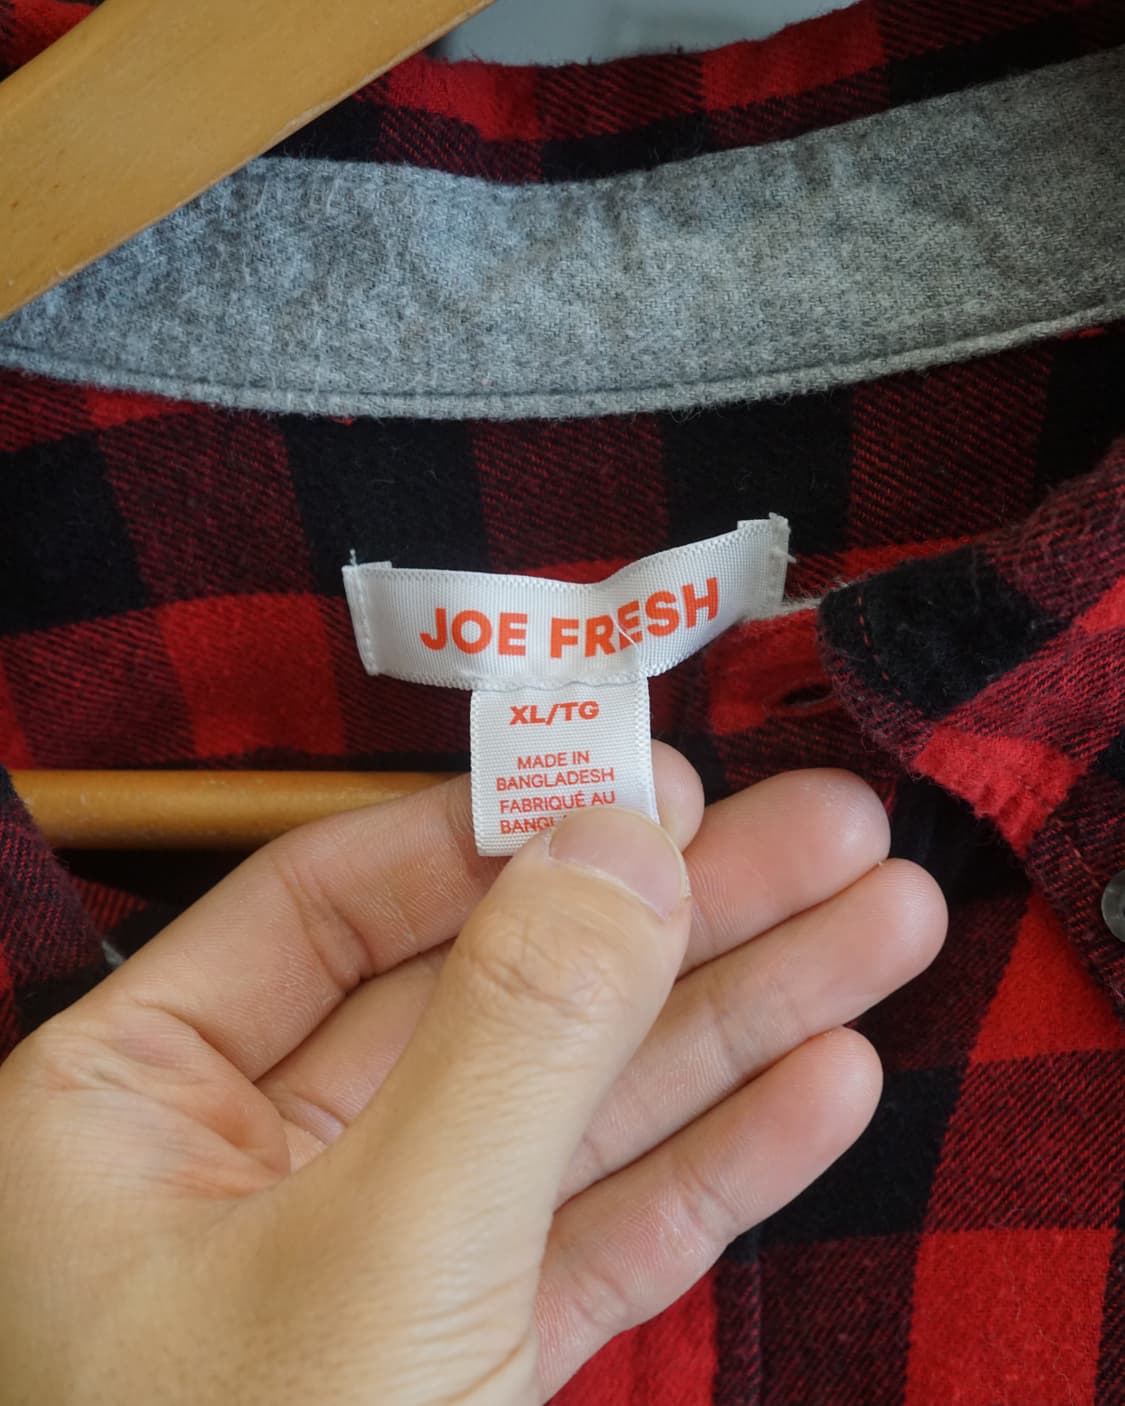 JOE FRESH
XL/TG
MADE IN
BANGLADESH
FABRIQUÉ AU